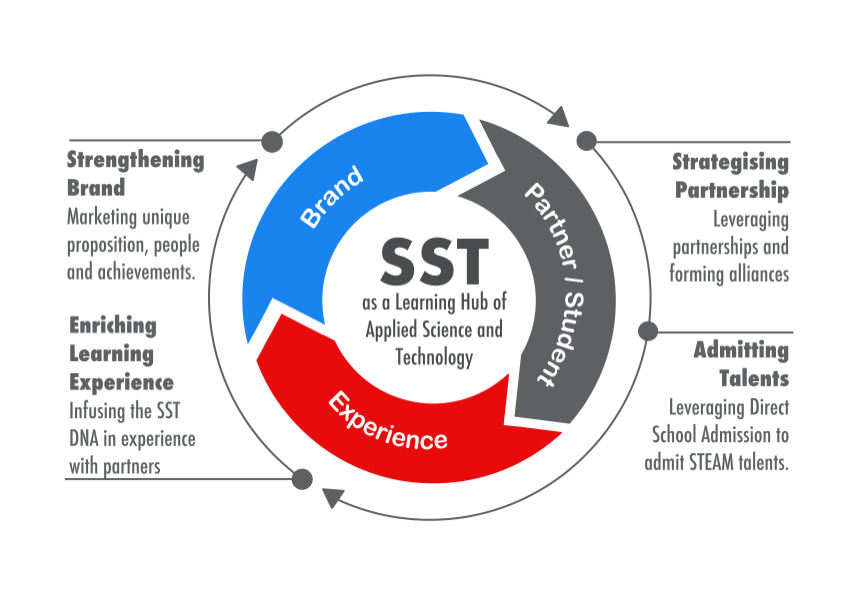 Strengthening
Brand
Marketing unique
proposition, people
and achievements.
Enriching
Learning
Experience
Infusing the SST
DNA in experience
with partners
Brand
Partner / Student
Experience
SST
as a Learning Hub of
Applied Science and
Technology
Strategising
Partnership
Leveraging
partnerships and
forming alliances
Admitting
Talents
Leveraging Direct
School Admission to
admit STEAM talents.